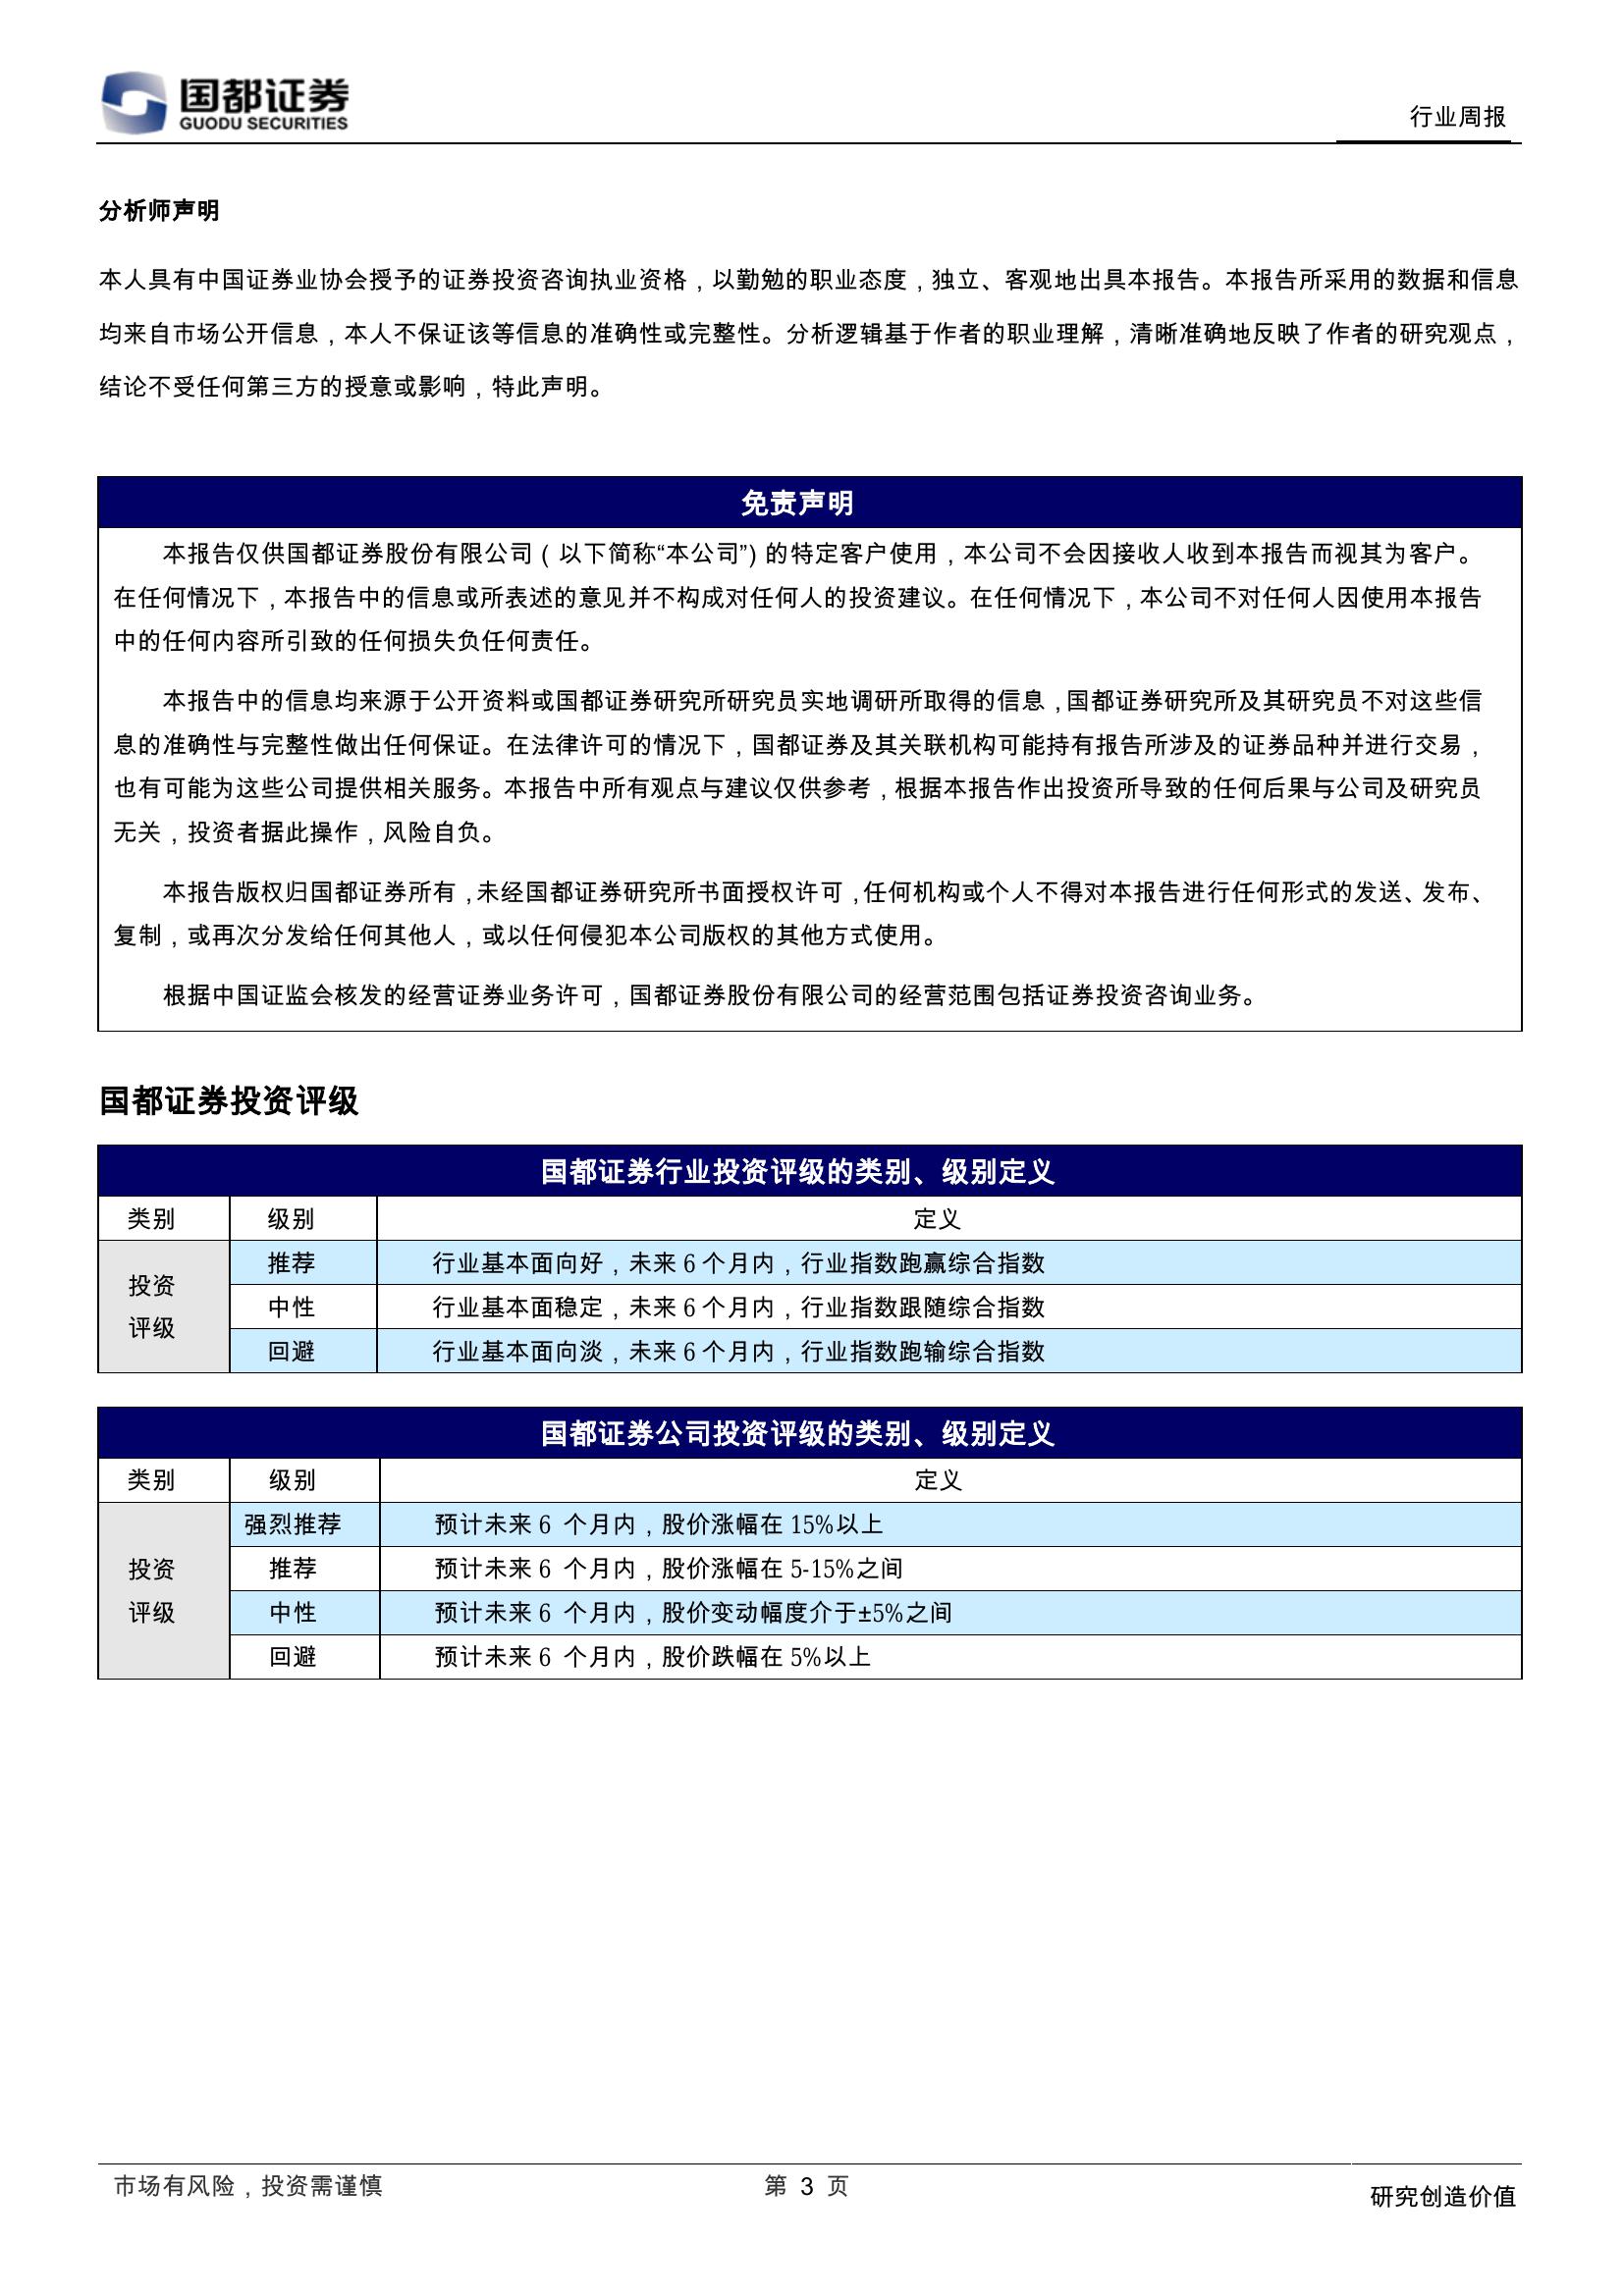 国都证券
GUODU SECURITIES
行业周报
分析师声明
本人具有中国证券业协会授予的证券投资咨询执业资格，以勤勉的职业态度，独立、客观地出具本报告。本报告所采用的数据和信息
均来自市场公开信息，本人不保证该等信息的准确性或完整性。分析逻辑基于作者的职业理解，清晰准确地反映了作者的研究观点，
结论不受任何第三方的授意或影响，特此声明。
免责声明
本报告仅供国都证券股份有限公司（以下简称“本公司”）的特定客户使用，本公司不会因接收人收到本报告而视其为客户。
在任何情况下，本报告中的信息或所表述的意见并不构成对任何人的投资建议。在任何情况下，本公司不对任何人因使用本报告
中的任何内容所引致的任何损失负任何责任。
本报告中的信息均来源于公开资料或国都证券研究所研究员实地调研所取得的信息，国都证券研究所及其研究员不对这些信
息的准确性与完整性做出任何保证。在法律许可的情况下，国都证券及其关联机构可能持有报告所涉及的证券品种并进行交易，
也有可能为这些公司提供相关服务。本报告中所有观点与建议仅供参考，根据本报告作出投资所导致的任何后果与公司及研究员
无关，投资者据此操作，风险自负。
本报告版权归国都证券所有，未经国都证券研究所书面授权许可，任何机构或个人不得对本报告进行任何形式的发送、发布、
复制，或再次分发给任何其他人，或以任何侵犯本公司版权的其他方式使用。
根据中国证监会核发的经营证券业务许可，国都证券股份有限公司的经营范围包括证券投资咨询业务。
国都证券投资评级
国都证券行业投资评级的类别、级别定义
类别 级别 定义
投资
评级
推荐 行业基本面向好，未来 6 个月内，行业指数跑赢综合指数
中性 行业基本面稳定，未来 6 个月内，行业指数跟随综合指数
回避 行业基本面向淡，未来 6 个月内，行业指数跑输综合指数
国都证券公司投资评级的类别、级别定义
类别 级别 定义
投资
评级
强烈推荐 预计未来 6 个月内，股价涨幅在 15%以上
推荐 预计未来 6 个月内，股价涨幅在 5-15%之间
中性 预计未来 6 个月内，股价变动幅度介于±5%之间
回避 预计未来 6 个月内，股价跌幅在 5%以上
市场有风险，投资需谨慎 第 3 页 研究创造价值